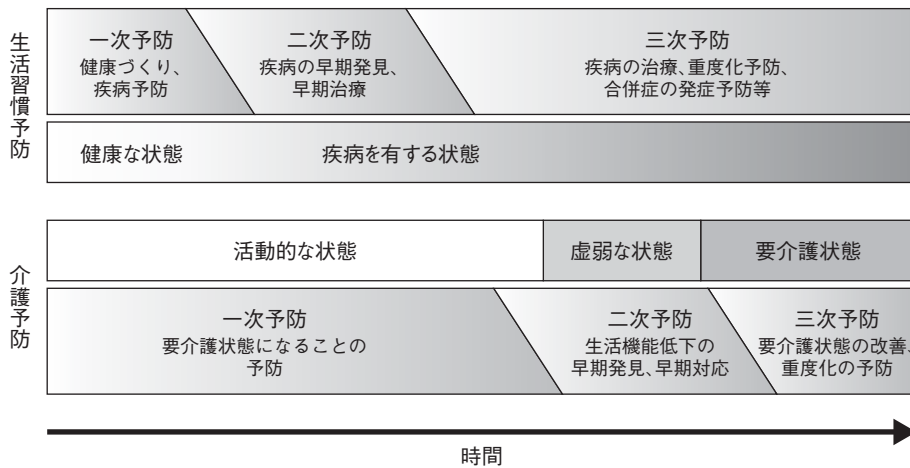 生活習慣予防
一次予防
健康づくり、
疾病予防
二次予防
疾病の早期発見、
早期治療
三次予防
疾病の治療、重度化予防、
合併症の発症予防等
健康な状態
疾病を有する状態
介護予防
活動的な状態
虚弱な状態
要介護状態
一次予防
要介護状態になることの
予防
二次予防
生活機能低下の
早期発見、早期対応
三次予防
要介護状態の改善、
重度化の予防
時間